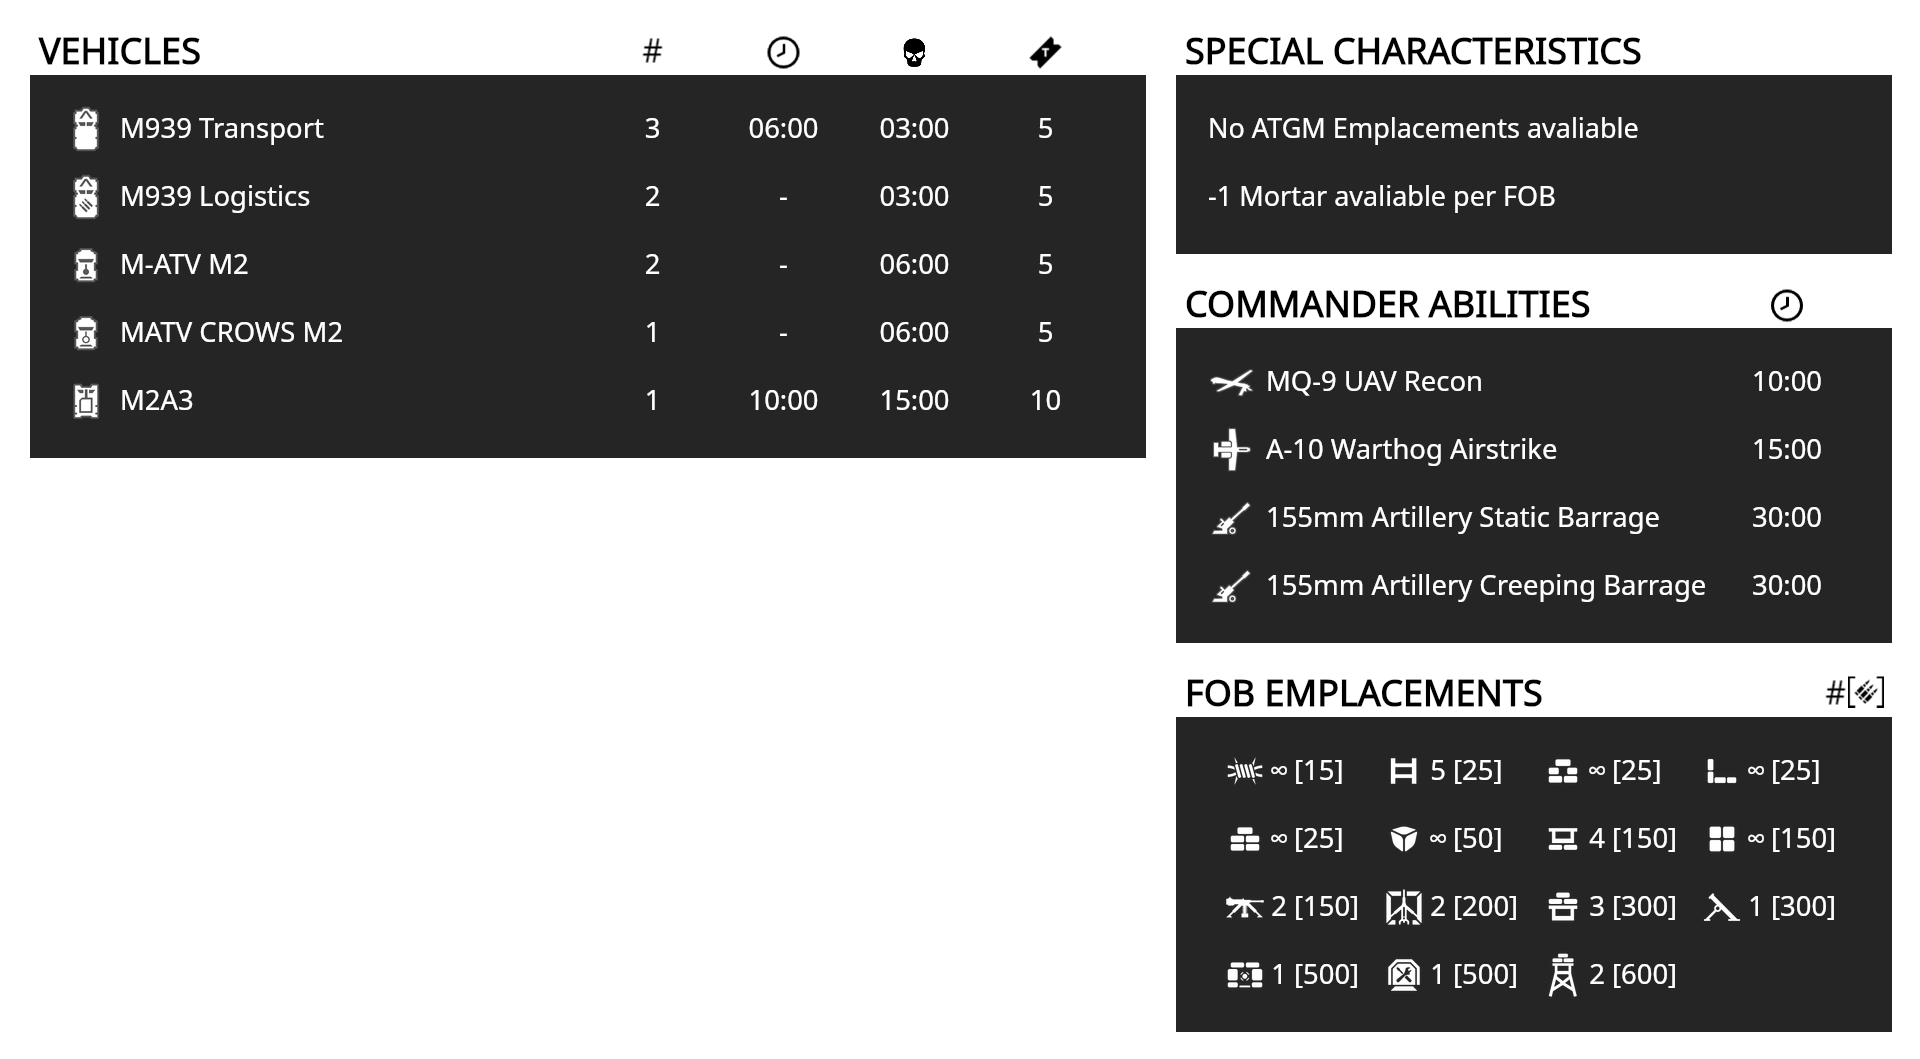 VEHICLES #
M939 Transport 3 06:00 03:00 5
M939 Logistics 2 - 03:00 5
M-ATV M2 2 - 06:00 5
MATV CROWS M2 1 - 06:00 5
M2A3 1 10:00 15:00 10
SPECIAL CHARACTERISTICS
No ATGM Emplacements avaliable
-1 Mortar avaliable per FOB
COMMANDER ABILITIES
MQ-9 UAV Recon 10:00
A-10 Warthog Airstrike 15:00
155mm Artillery Static Barrage 30:00
155mm Artillery Creeping Barrage 30:00
FOB EMPLACEMENTS #[]
∞ [15] 5 [25] ∞ [25] ∞ [25]
∞ [25] ∞ [50] 4 [150] ∞ [150]
2 [150] 2 [200] 3 [300] 1 [300]
1 [500] 1 [500] 2 [600]